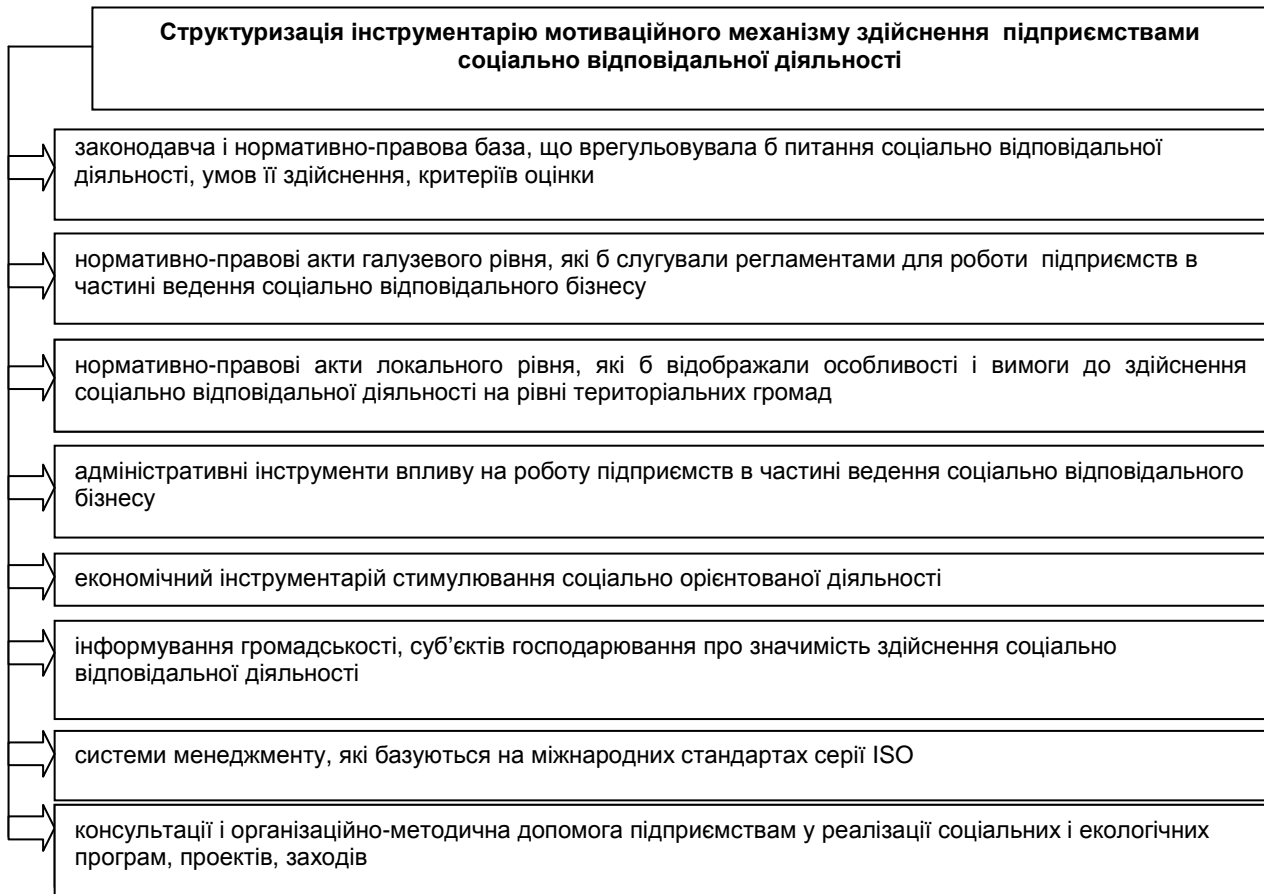 Структуризація інструментарію мотиваційного механізму здійснення підприємствами
соціально відповідальної діяльності
законодавча і нормативно-правова база, що врегульовувала б питання соціально відповідальної
діяльності, умов її здійснення, критеріїв оцінки
нормативно-правові акти галузевого рівня, які б слугували регламентами для роботи підприємств в
частині ведення соціально відповідального бізнесу
нормативно-правові акти локального рівня, які б відображали особливості і вимоги до здійснення
соціально відповідальної діяльності на рівні територіальних громад
адміністративні інструменти впливу на роботу підприємств в частині ведення соціально відповідального
бізнесу
економічний інструментарій стимулювання соціально орієнтованої діяльності
інформування громадськості, суб’єктів господарювання про значимість здійснення соціально
відповідальної діяльності
системи менеджменту, які базуються на міжнародних стандартах серії ISO
консультації і організаційно-методична допомога підприємствам у реалізації соціальних і екологічних
програм, проектів, заходів